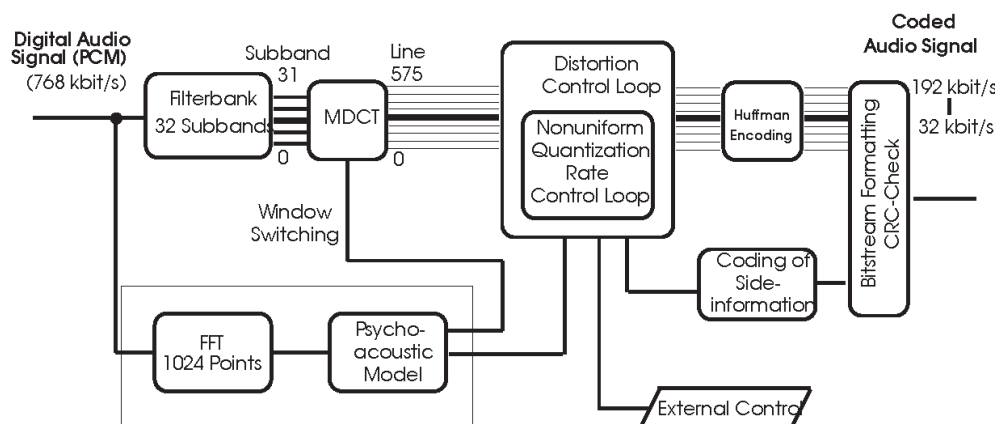 Digital Audio
Signal (PCM)
(768 kbit/s)
Filterbank
32 Subbands
Subband
31
0
MDCT
Line
575
0
Window
Switching
Distortion
Control Loop
Nonuniform
Quantization
Rate
Control Loop
Huffman
Encoding
Coded
Audio Signal
192 kbit/s
32 kbit/s
Bitstream Formatting
CRC-Check
Coding of
Side-
information
FFT
1024 Points
Psycho-
acoustic
Model
External Control